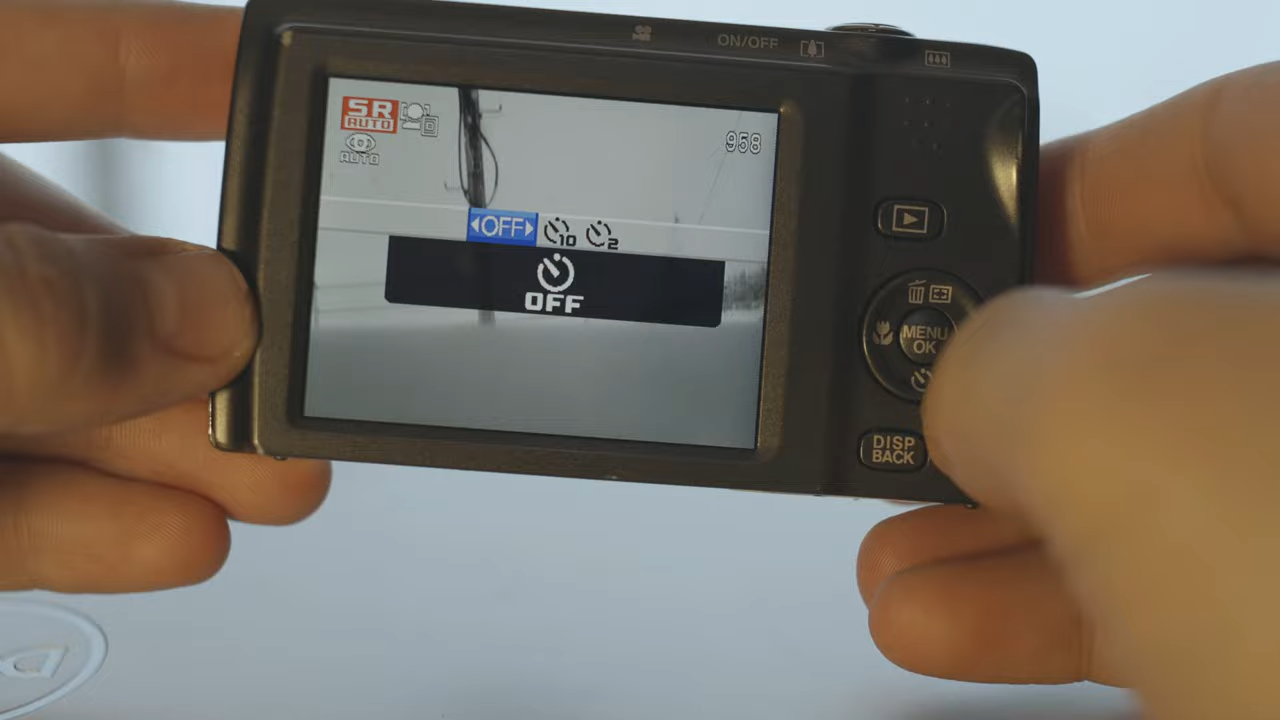 ON/OFF
SR
AUTO
AUTO
958
OFF
10
2
OFF
MENU
OK
DISP
BACK